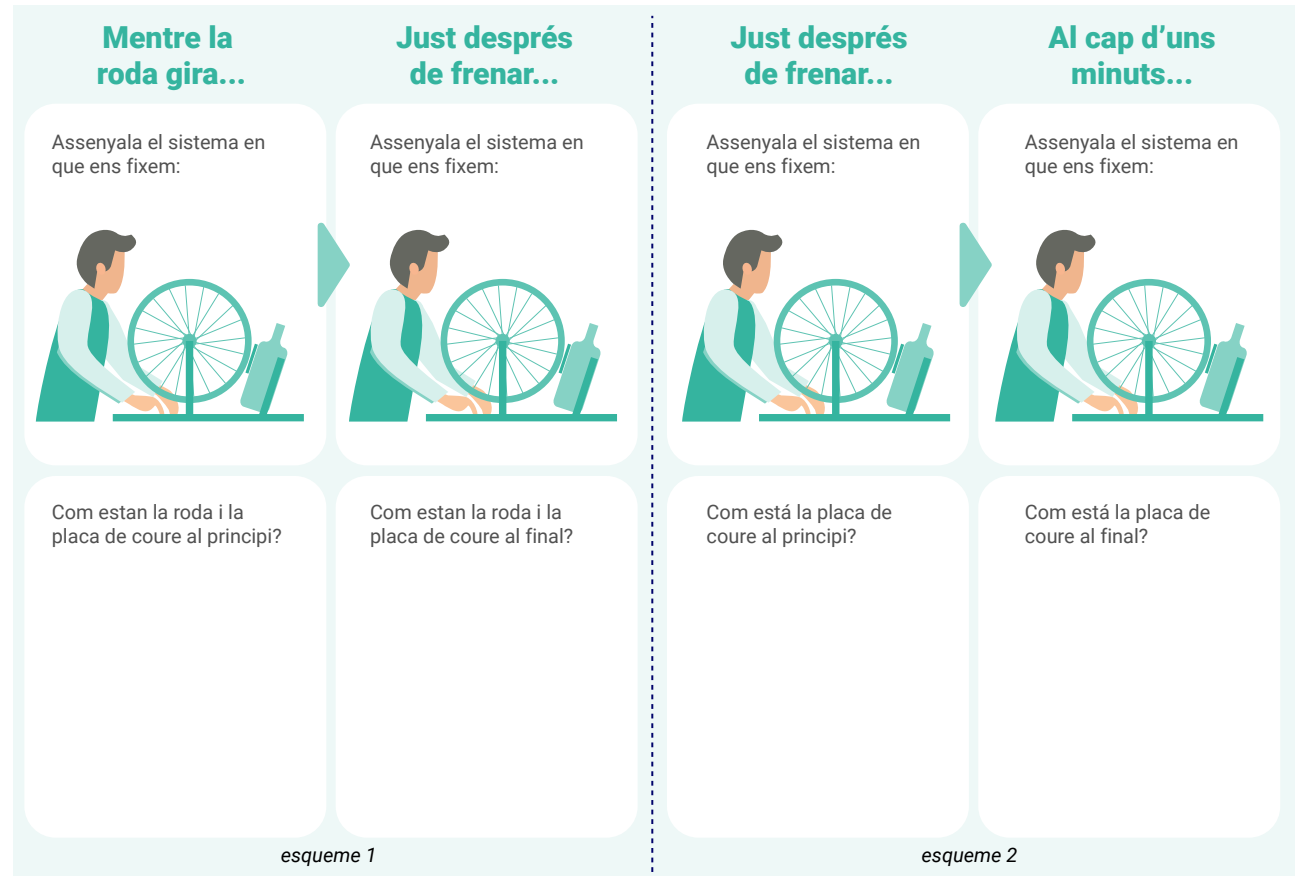 Mentre la
roda gira...
Just després
de frenar...
Just després
de frenar...
Al cap d’uns
minuts...
Assenyala el sistema en
que ens fixem:
Assenyala el sistema en
que ens fixem:
Assenyala el sistema en
que ens fixem:
Assenyala el sistema en
que ens fixem:
Com estan la roda i la
placa de coure al principi?
Com estan la roda i la
placa de coure al final?
Com está la placa de
coure al principi?
Com está la placa de
coure al final?
esqueme 1
esqueme 2